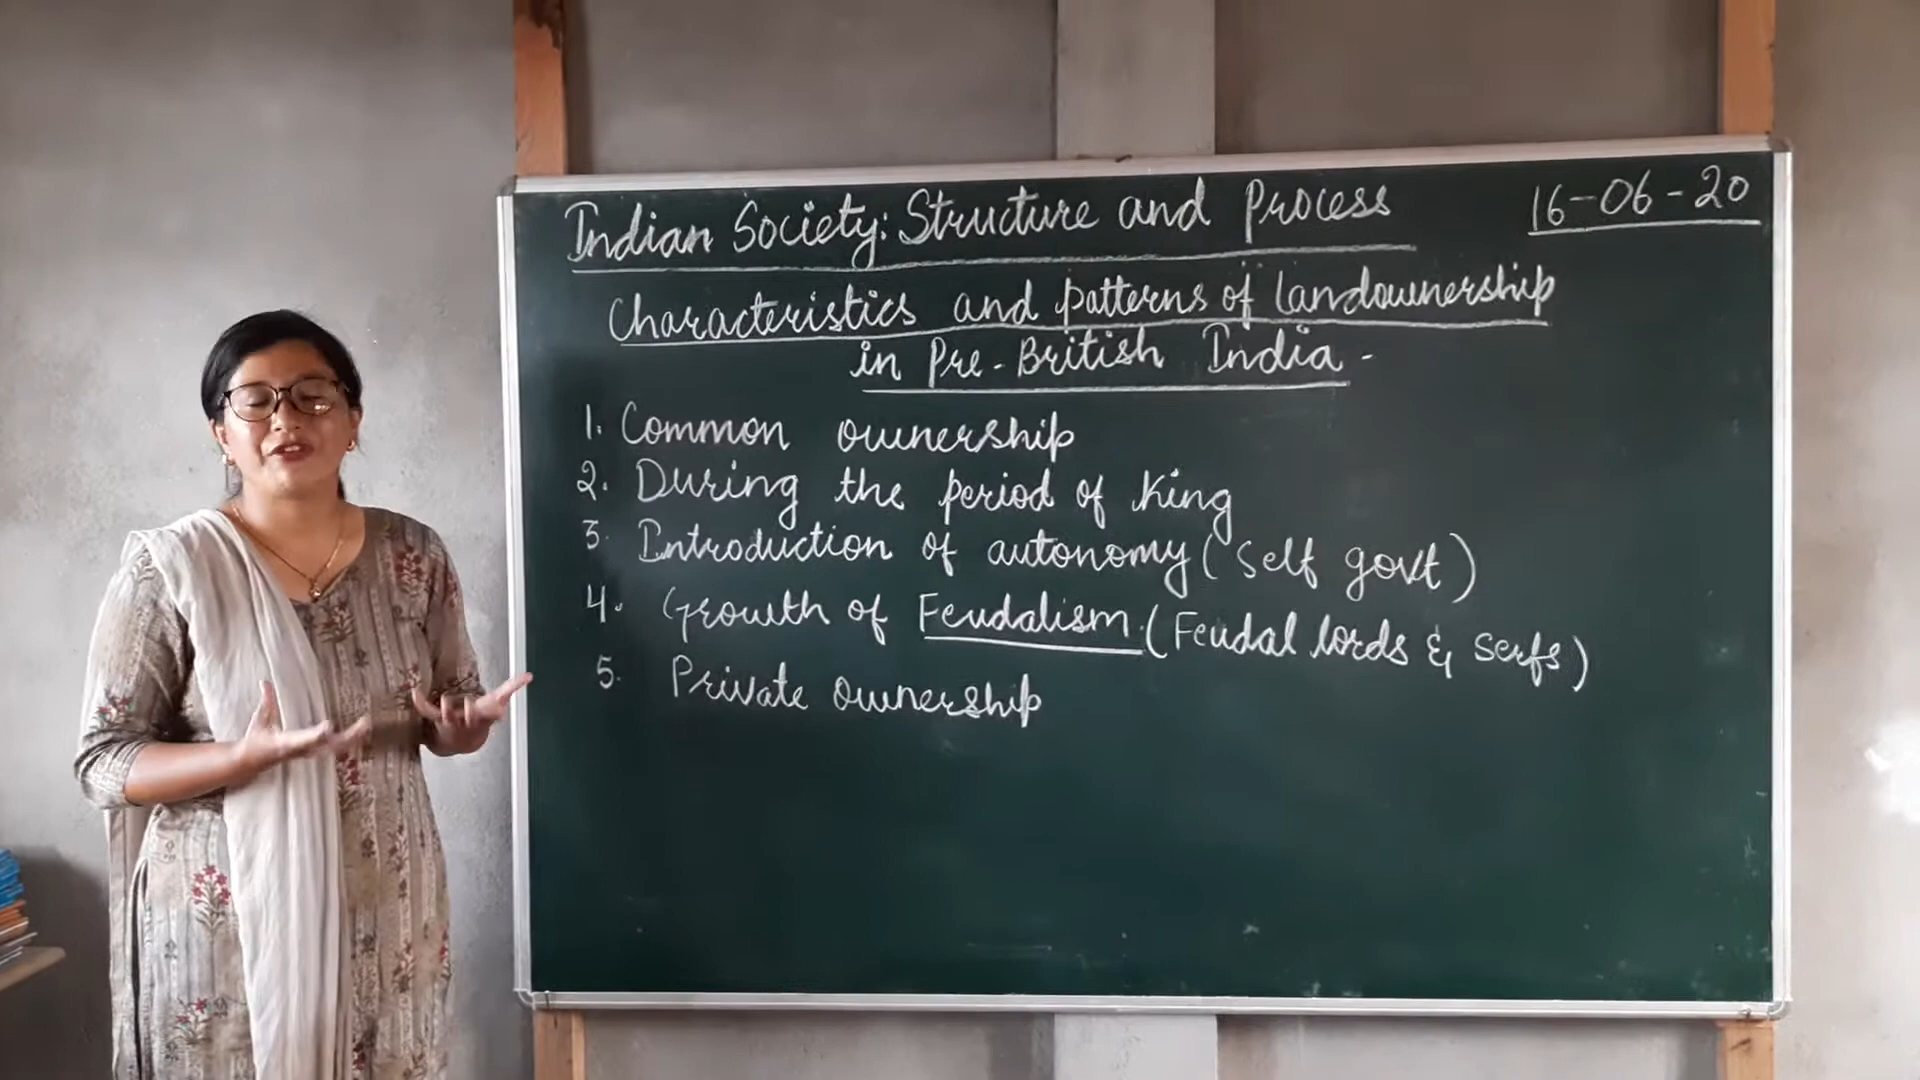 Indian Society: Structure and Process
16-06-20
Characteristics and patterns of landownership
in Pre-British India -
1. Common ownership
2. During the period of King
3. Introduction of autonomy (Self govt)
4. Growth of Feudalism. (Feudal lords & serfs)
5. Private ownership